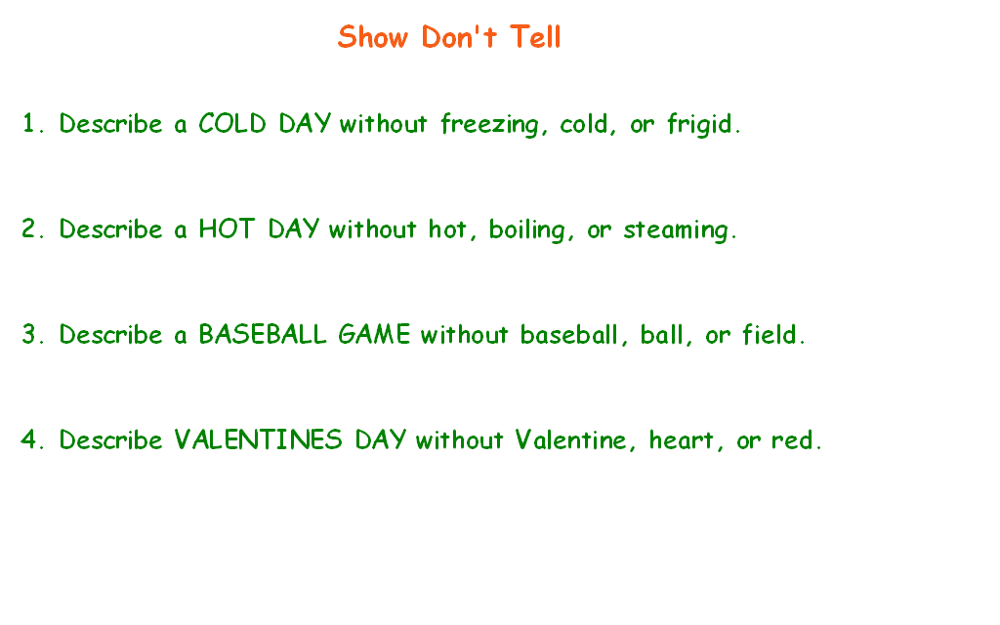 Show Don't Tell
1. Describe a COLD DAY without freezing, cold, or frigid.
2. Describe a HOT DAY without hot, boiling, or steaming.
3. Describe a BASEBALL GAME without baseball, ball, or field.
4. Describe VALENTINES DAY without Valentine, heart, or red.